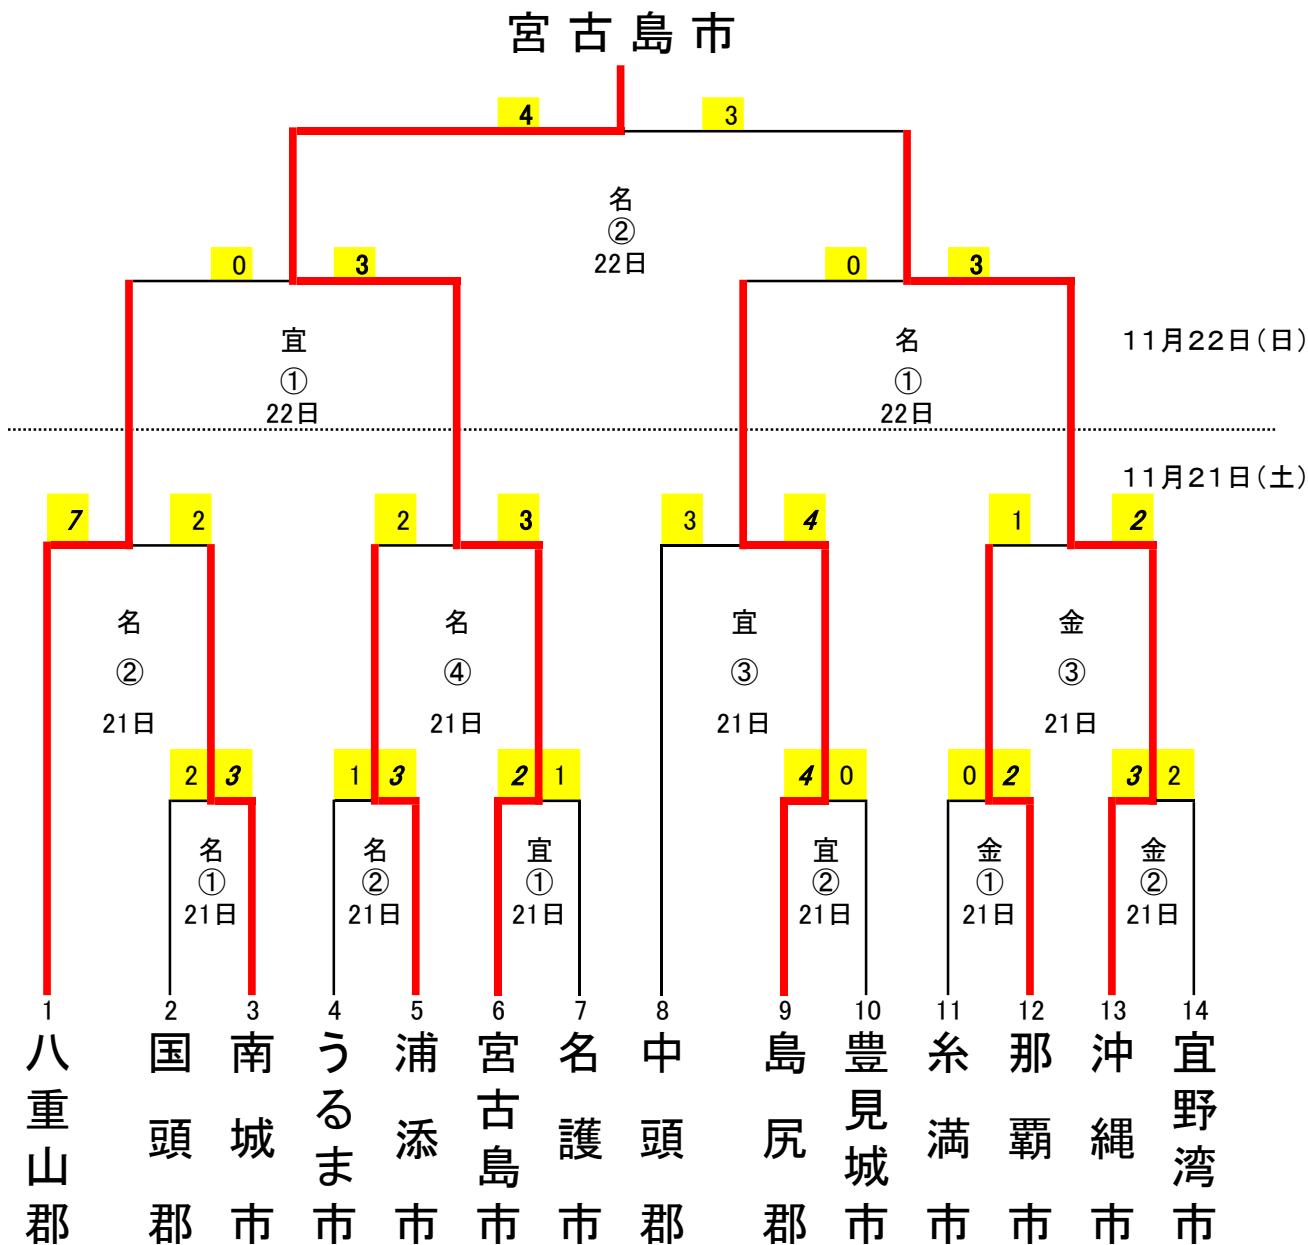 宮古島市
4 3
名
②
22日
0 3 0 3
宜 名
① ①
22日 22日
11月22日(日)
11月21日(土)
7 2 2 3 3 4 1 2
名 名 宜 金
② ④ ③ ③
21日 21日 21日 21日
2 3 1 3 2 1 4 0 0 2 3 2
名 名 宜 宜 金 金
① ② ① ② ① ②
21日 21日 21日 21日 21日 21日
1 2 3 4 5 6 7 8 9 10 11 12 13 14
八重山郡
国頭郡
南城市
うるま市
浦添市
宮古島市
名護市
中頭郡
島尻郡
豊見城市
糸満市
那覇市
沖縄市
宜野湾市